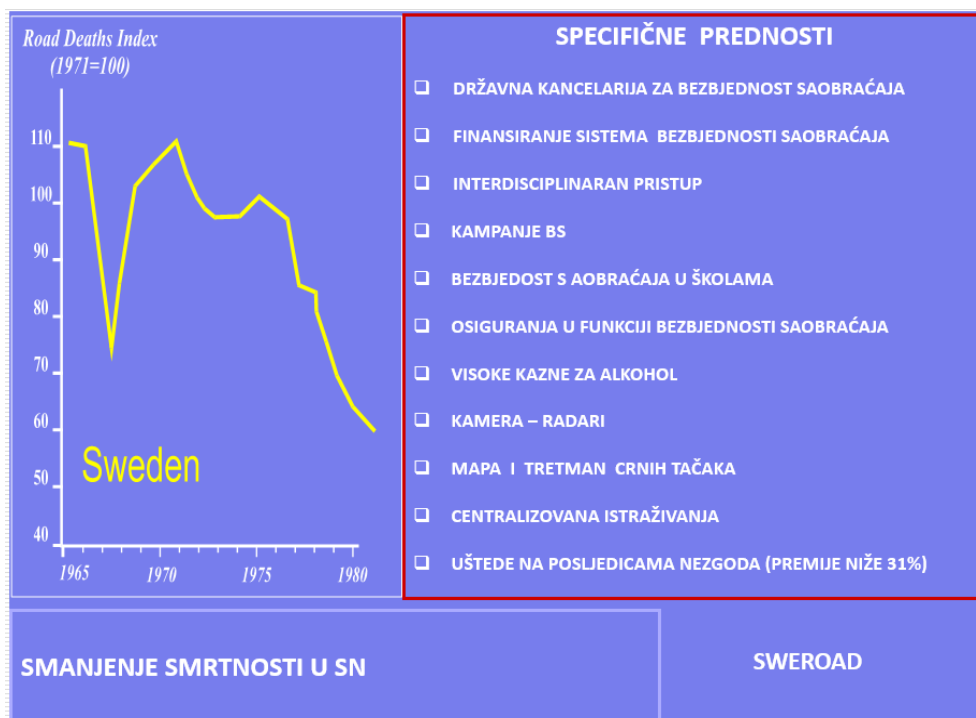 Road Deaths Index
(1971=100)
110
100
90
80
70
60
50
40
1965
1970
1975
1980
Sweden
SPECIFIČNE PREDNOSTI
DRŽAVNA KANCELARIJA ZA BEZBJEDNOST SAOBRAĆAJA
FINANSIRANJE SISTEMA BEZBJEDNOSTI SAOBRAĆAJA
INTERDISCIPLINARAN PRISTUP
KAMPANJE BS
BEZBJEDOST S AOBRAĆAJA U ŠKOLAMA
OSIGURANJA U FUNKCIJI BEZBJEDNOSTI SAOBRAĆAJA
VISOKE KAZNE ZA ALKOHOL
KAMERA – RADARI
MAPA I TRETMAN CRNIH TAČAKA
CENTRALIZOVANA ISTRAŽIVANJA
UŠTEDE NA POSLJEDICAMA NEZGODA (PREMIJE NIŽE 31%)
SMANJENJE SMRTNOSTI U SN
SWEROAD